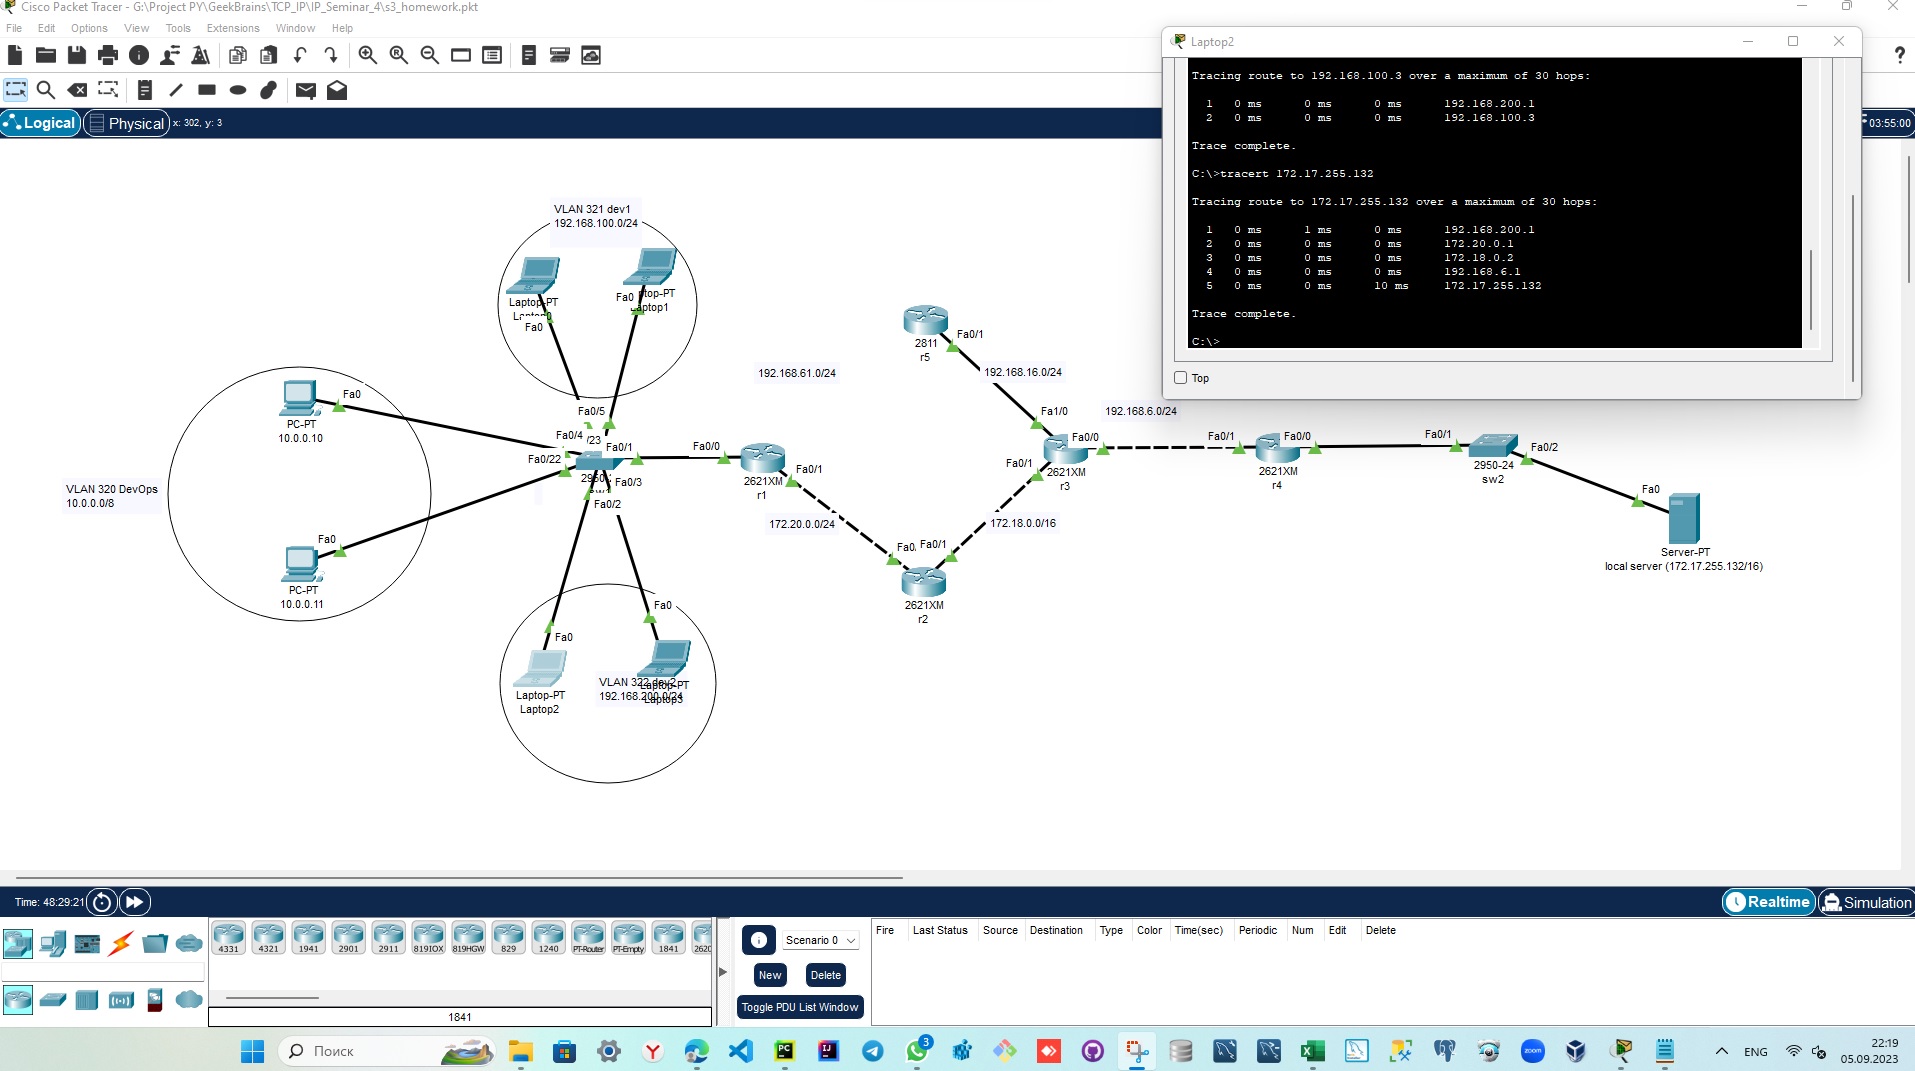 Cisco Packet Tracer - G:\Project PY\GeekBrains\TCP_IP\IP_Seminar_4\s3_homework.pkt
File Edit Options View Tools Extensions Window Help
Logical Physical x: 302, y: 3
03:55:00
Laptop2
Tracing route to 192.168.100.3 over a maximum of 30 hops:
1 0 ms 0 ms 0 ms 192.168.200.1
2 0 ms 0 ms 0 ms 192.168.100.3
Trace complete.
C:\>tracert 172.17.255.132
Tracing route to 172.17.255.132 over a maximum of 30 hops:
1 0 ms 1 ms 0 ms 192.168.200.1
2 0 ms 0 ms 0 ms 172.20.0.1
3 0 ms 0 ms 0 ms 172.18.0.2
4 0 ms 0 ms 0 ms 192.168.6.1
5 0 ms 0 ms 10 ms 172.17.255.132
Trace complete.
C:\>
Top
VLAN 321 dev1
192.168.100.0/24
Laptop-PT
Fa0
Fa0
Fa0/5
Fa0/4
/23
Fa0/1
Fa0/22
Fa0/3
Fa0/2
Fa0
PC-PT
10.0.0.10
VLAN 320 DevOps
10.0.0.0/8
Fa0
PC-PT
10.0.0.11
Fa0
Fa0
Laptop-PT
Laptop2
VLAN 322 dev2
192.168.200.0/24
Laptop-PT
Laptop3
Fa0/0
2621XM
r1
Fa0/1
192.168.61.0/24
172.20.0.0/24
Fa0/1
2621XM
r2
172.18.0.0/16
2811
r5
Fa0/1
192.168.16.0/24
Fa1/0
Fa0/0
Fa0/1
2621XM
r3
192.168.6.0/24
Fa0/1
Fa0/0
2621XM
r4
Fa0/1
2950-24
sw2
Fa0/2
Fa0
Server-PT
local server (172.17.255.132/16)
Time: 48:29:21
Realtime Simulation
4331 4321 1941 2901 2911 819IOX 819HGW 829 1240 PT-Router PT-Empty 1841
1841
Scenario 0
New Delete
Toggle PDU List Window
Fire Last Status Source Destination Type Color Time(sec) Periodic Num Edit Delete
Поиск
3
zoom
ENG
22:19
05.09.2023